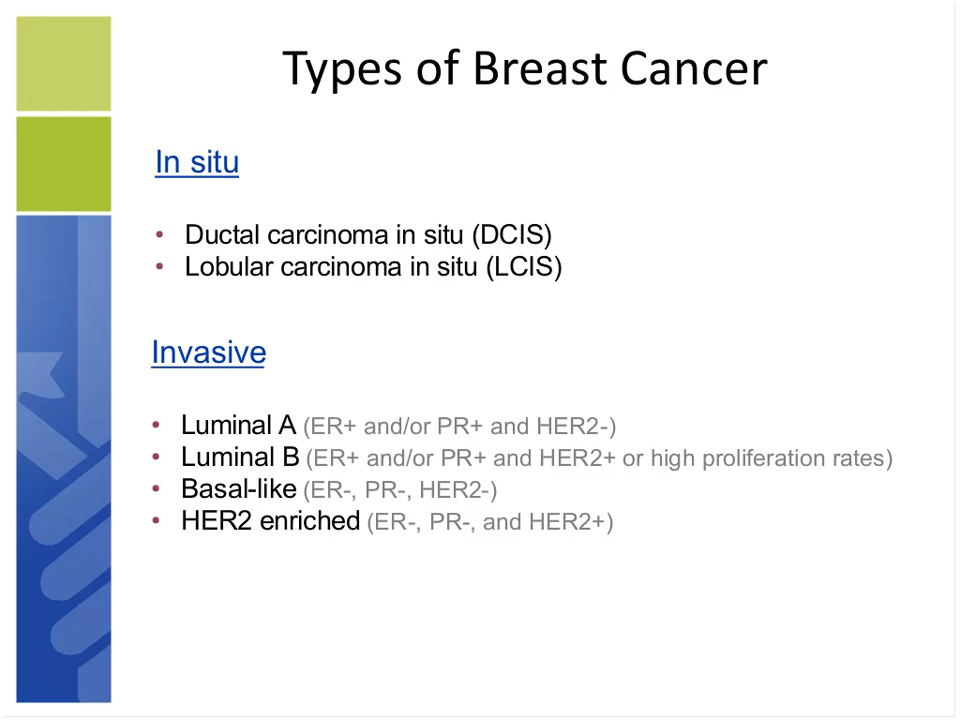 Types of Breast Cancer
In situ
• Ductal carcinoma in situ (DCIS)
• Lobular carcinoma in situ (LCIS)
Invasive
• Luminal A (ER+ and/or PR+ and HER2-)
• Luminal B (ER+ and/or PR+ and HER2+ or high proliferation rates)
• Basal-like (ER-, PR-, HER2-)
• HER2 enriched (ER-, PR-, and HER2+)